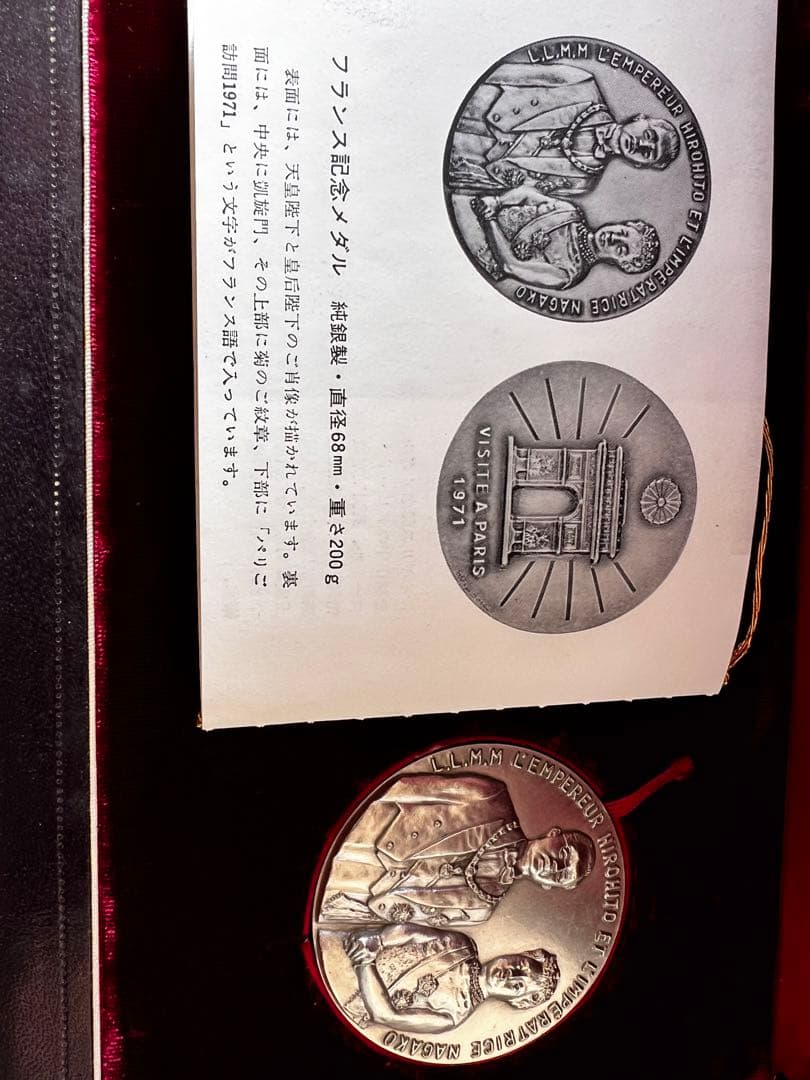 L.L.M.M L'EMPEREUR HIROHITO ET L'IMPÉRATRICE NAGAKO
VISITE A PARIS
1971
フランス記念メダル 純銀製・直径68mm・重さ200g
表面には、天皇陛下と皇后陛下のご肖像が描かれています。裏
面には、中央に凱旋門、その上部に菊のご紋章、下部に「パリご
訪問1971」という文字がフランス語で入っています。
L.L.M.M L'EMPEREUR HIROHITO ET L'IMPÉRATRICE NAGAKO